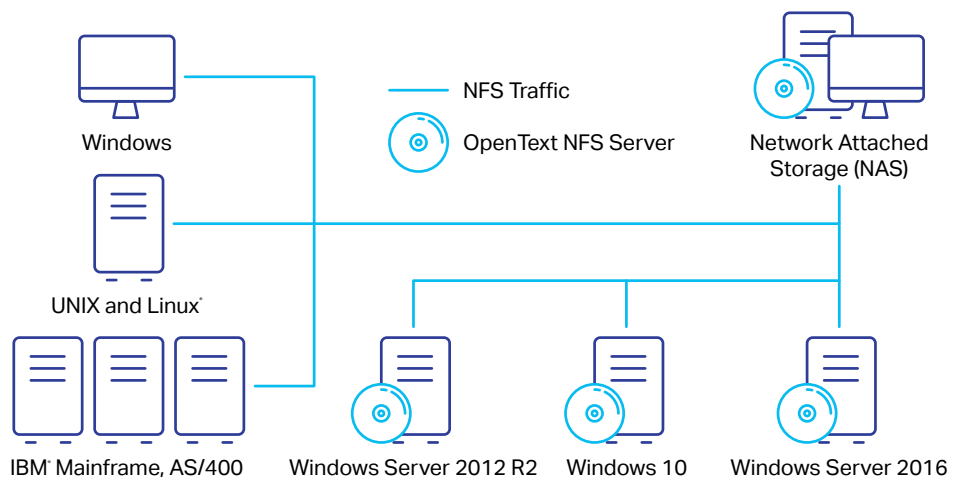 Windows
NFS Traffic
OpenText NFS Server
Network Attached
Storage (NAS)
UNIX and Linux®
IBM® Mainframe, AS/400
Windows Server 2012 R2
Windows 10
Windows Server 2016